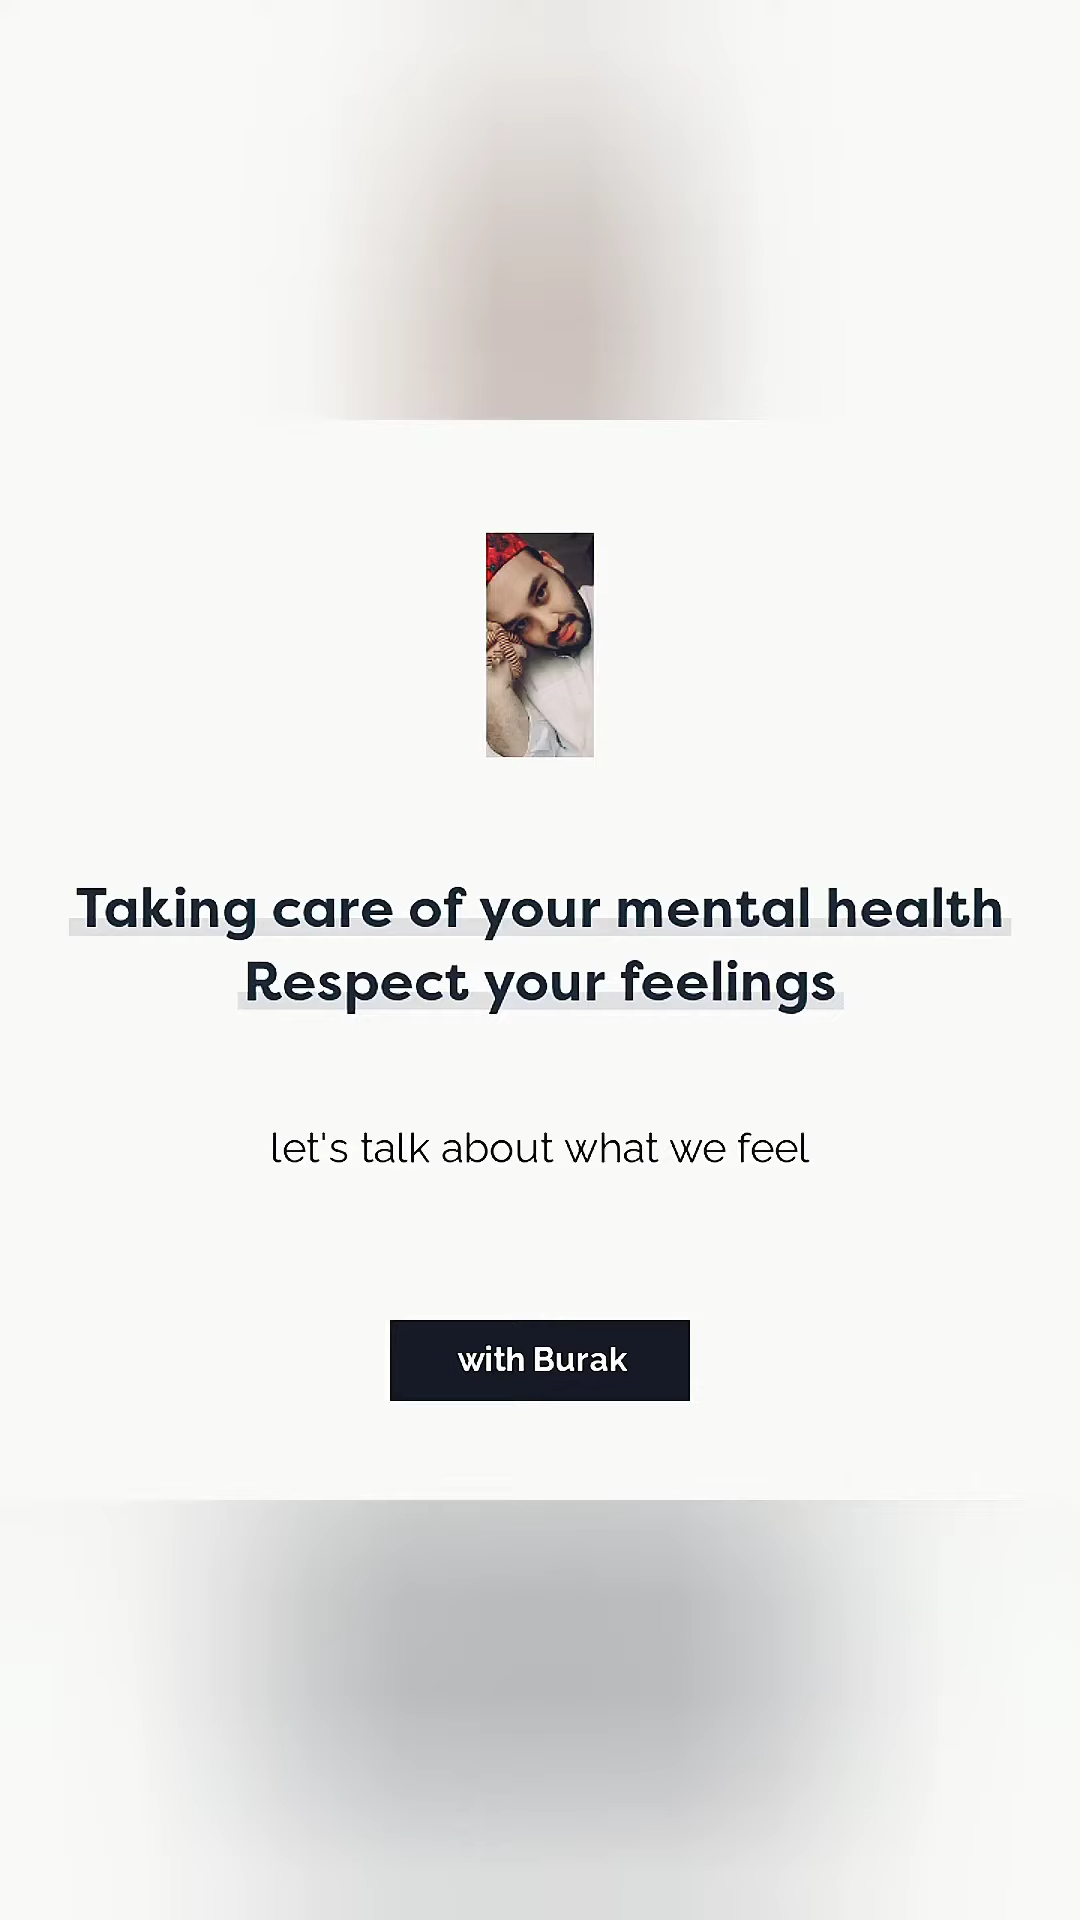 Taking care of your mental health
Respect your feelings
let's talk about what we feel
with Burak